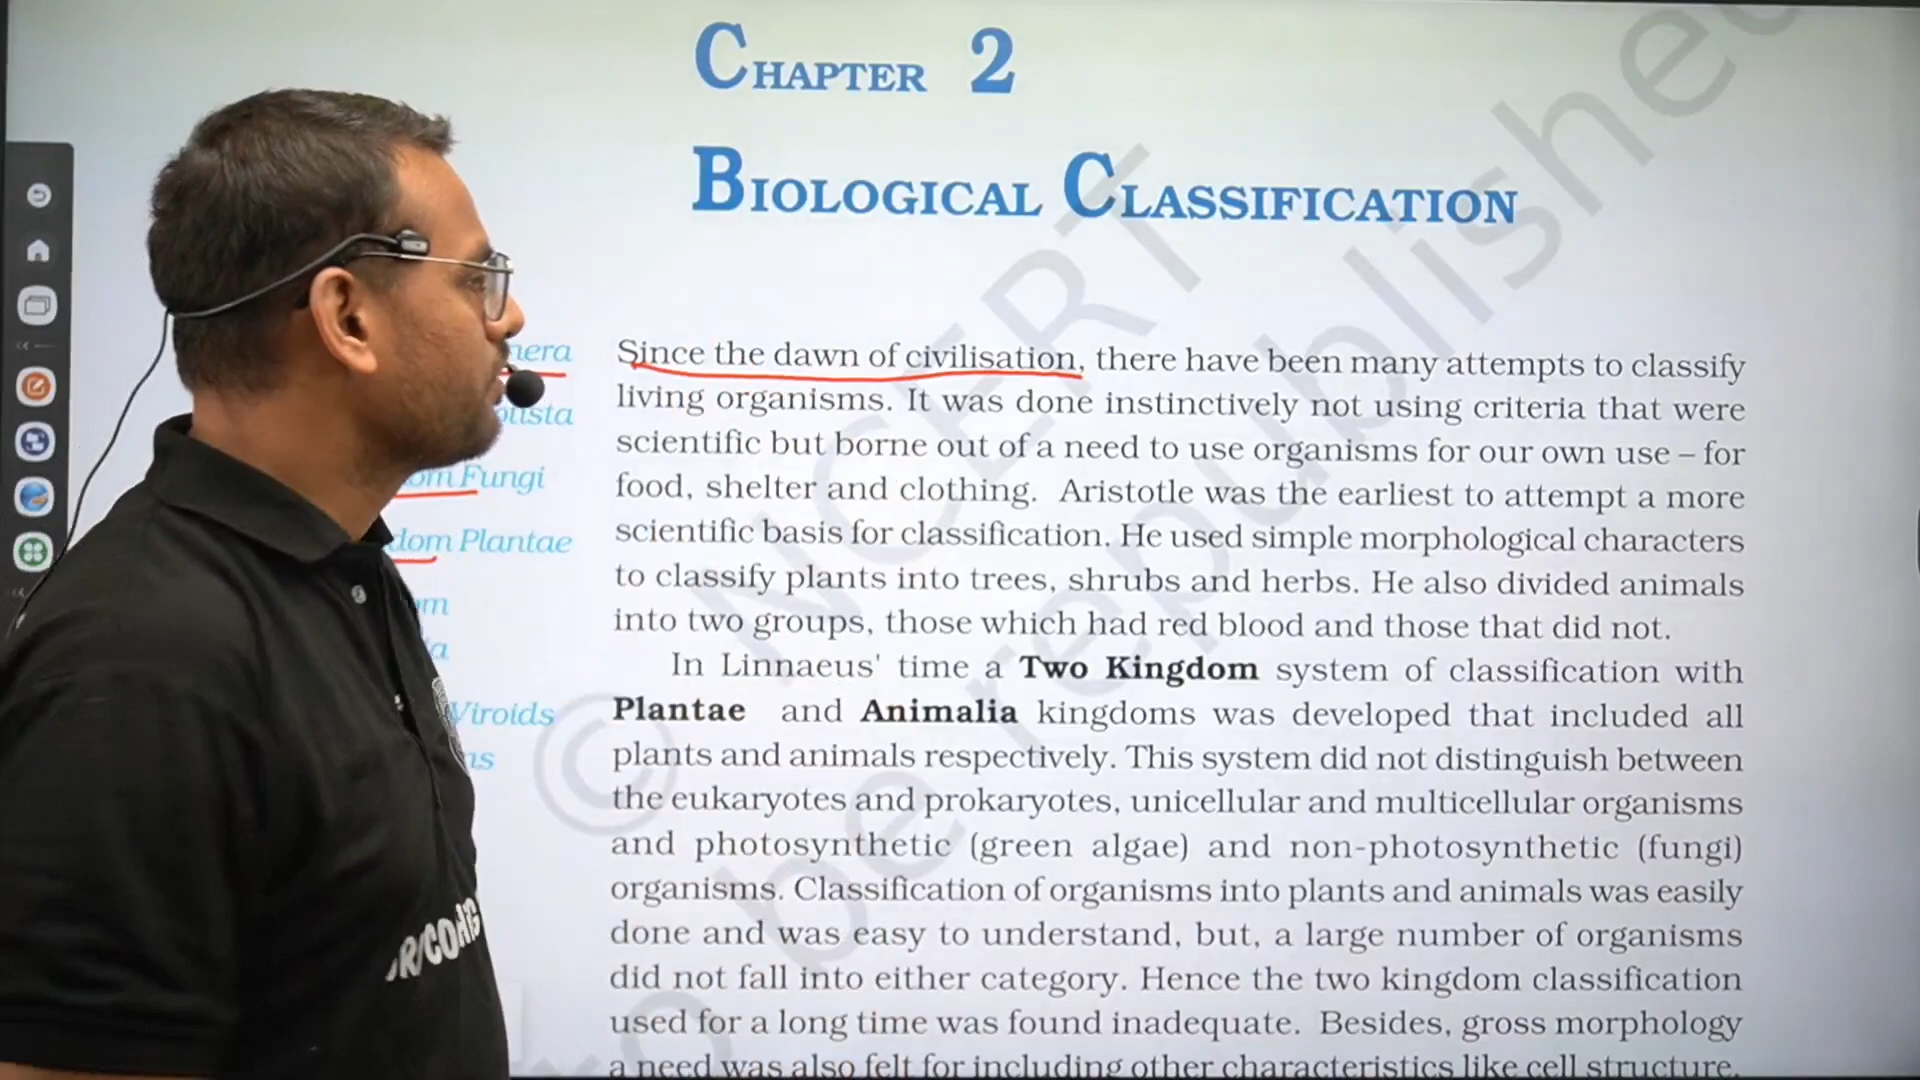 CHAPTER 2
BIOLOGICAL CLASSIFICATION
Since the dawn of civilisation, there have been many attempts to classify
living organisms. It was done instinctively not using criteria that were
scientific but borne out of a need to use organisms for our own use – for
food, shelter and clothing. Aristotle was the earliest to attempt a more
scientific basis for classification. He used simple morphological characters
to classify plants into trees, shrubs and herbs. He also divided animals
into two groups, those which had red blood and those that did not.
In Linnaeus' time a Two Kingdom system of classification with
Plantae and Animalia kingdoms was developed that included all
plants and animals respectively. This system did not distinguish between
the eukaryotes and prokaryotes, unicellular and multicellular organisms
and photosynthetic (green algae) and non-photosynthetic (fungi)
organisms. Classification of organisms into plants and animals was easily
done and was easy to understand, but, a large number of organisms
did not fall into either category. Hence the two kingdom classification
used for a long time was found inadequate. Besides, gross morphology
a need was also felt for including other characteristics like cell structure,
Fungi
Plantae
Viroids
© NCERT
be republished